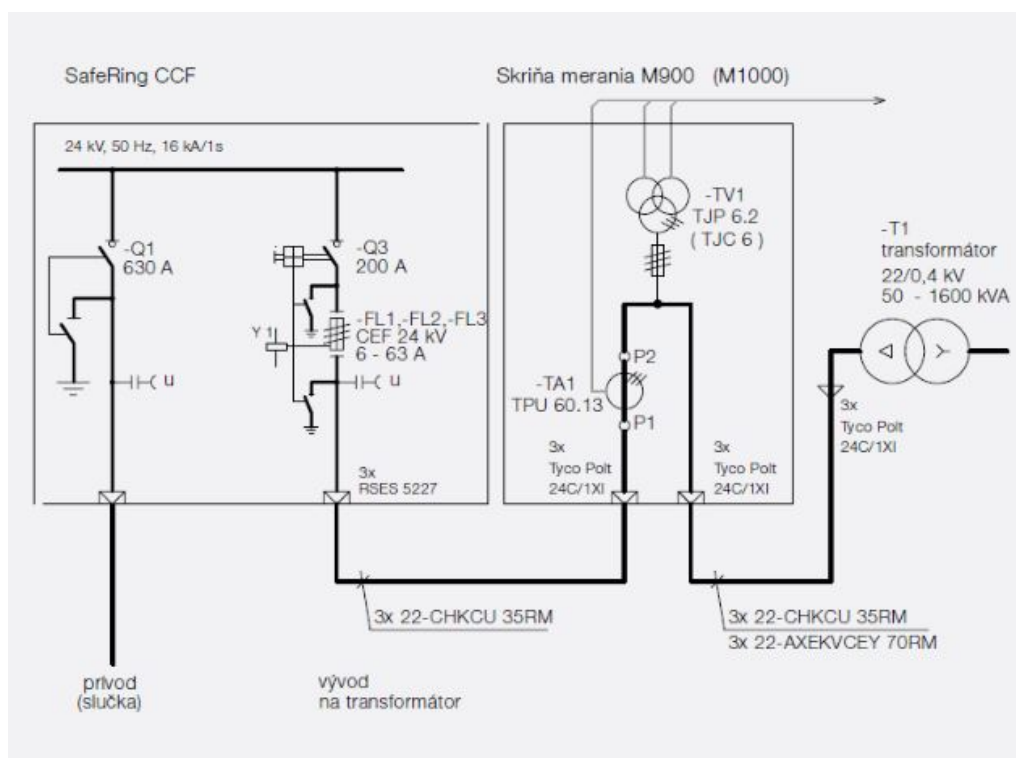 SafeRing CCF
Skriňa merania M900 (M1000)
24 kV, 50 Hz, 16 kA/1s
-Q1
630 A
-Q3
200 A
-FL1,-FL2,-FL3
CEF 24 kV
6 - 63 A
Y 1
u
u
3x
RSES 5227
-TV1
TJP 6.2
( TJC 6 )
P2
-TA1
TPU 60.13
P1
3x
Tyco Polt
24C/1XI
3x
Tyco Polt
24C/1XI
-T1
transformátor
22/0,4 kV
50 - 1600 kVA
3x
Tyco Polt
24C/1XI
3x 22-CHKCU 35RM
3x 22-CHKCU 35RM
3x 22-AXEKVCEY 70RM
prívod
(slučka)
vývod
na transformátor